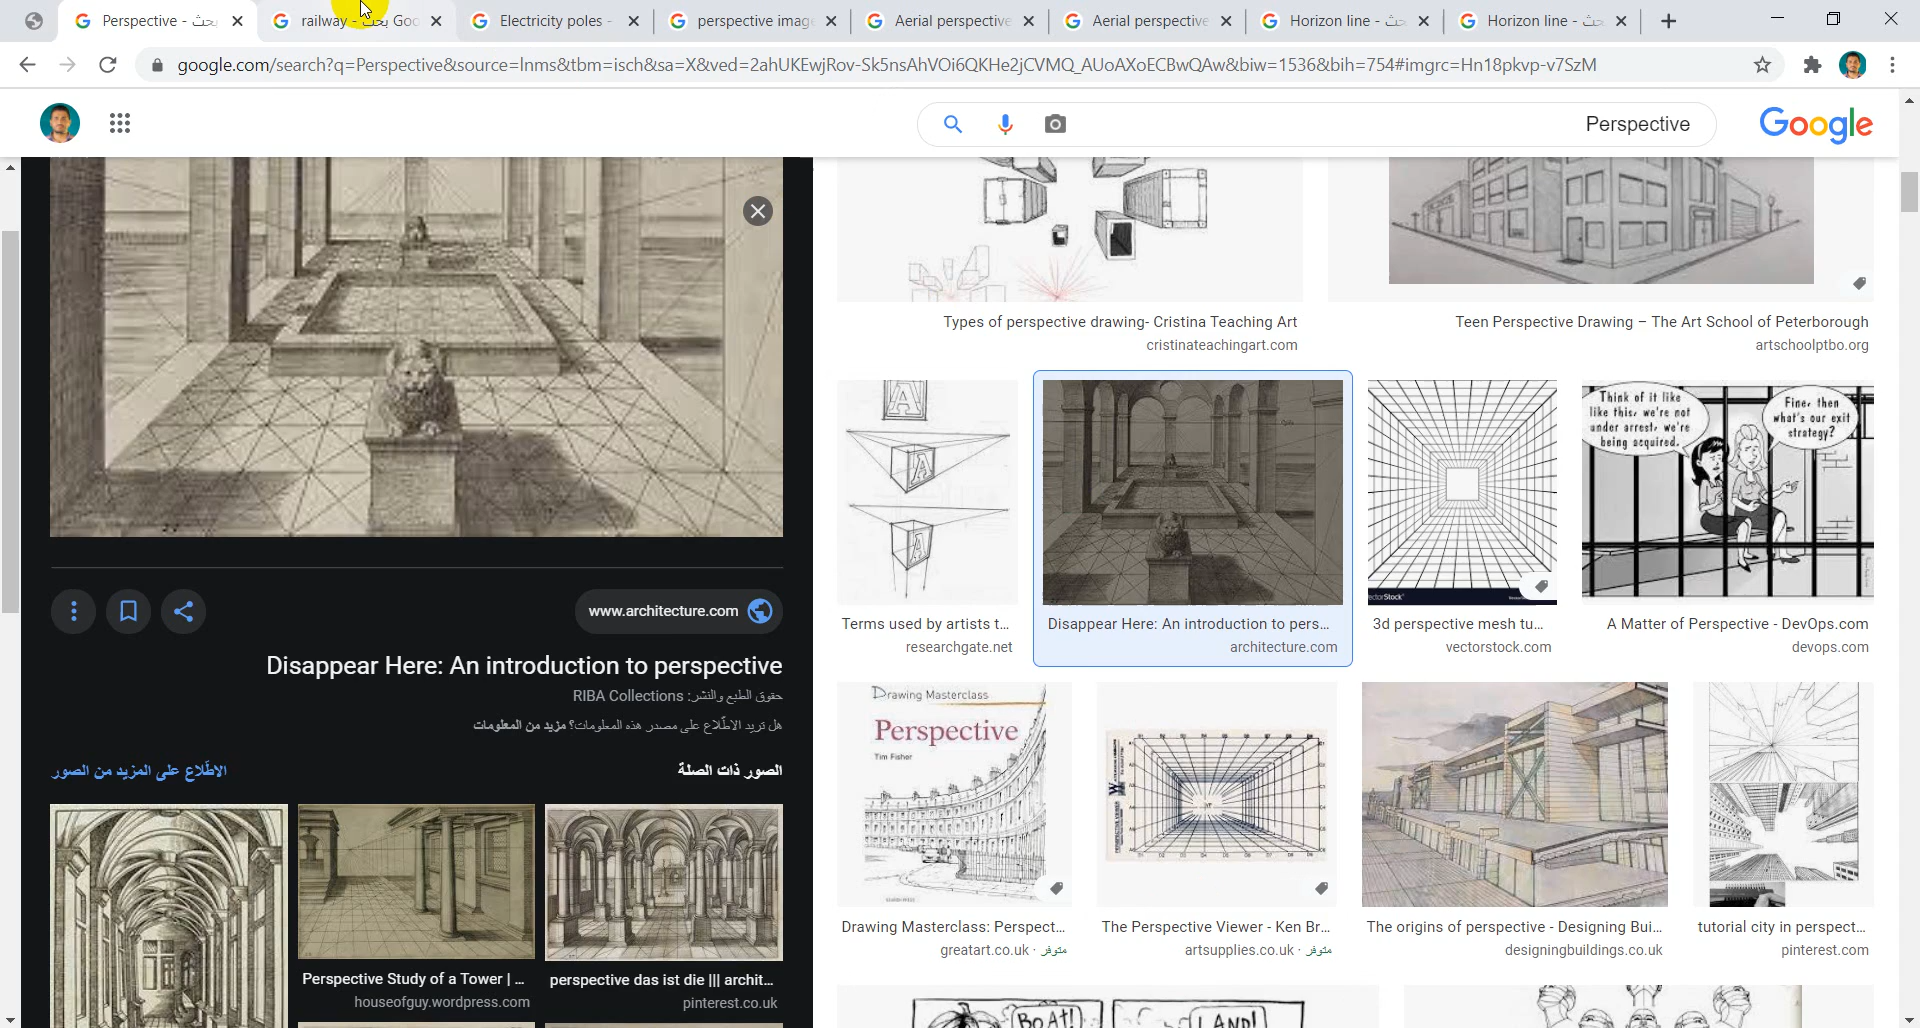 Perspective - بحث
railway - بحث Goo
Electricity poles -
perspective image
Aerial perspective
Aerial perspective
Horizon line - بحث
Horizon line - بحث
google.com/search?q=Perspective&source=lnms&tbm=isch&sa=X&ved=2ahUKEwjRov-Sk5nsAhVOi6QKHe2jCVMQ_AUoAXoECBwQAw&biw=1536&bih=754#imgrc=Hn18pkvp-v7SzM
Perspective
Google
Types of perspective drawing- Cristina Teaching Art
cristinateachingart.com
Teen Perspective Drawing – The Art School of Peterborough
artschoolptbo.org
A
A
A
Think of it like
like this, we're not
under arrest, we're
being acquired.
Fine, then
what's our exit
strategy?
Terms used by artists t...
researchgate.net
Disappear Here: An introduction to pers...
architecture.com
3d perspective mesh tu...
vectorstock.com
A Matter of Perspective - DevOps.com
devops.com
www.architecture.com
Disappear Here: An introduction to perspective
حقوق الطبع والنشر: RIBA Collections
هل تريد الاطّلاع على مصدر هذه المعلومات؟ مزيد من المعلومات
الصور ذات الصلة
الاطّلاع على المزيد من الصور
Perspective Study of a Tower | ...
houseofguy.wordpress.com
perspective das ist die ||| archit...
pinterest.co.uk
Drawing Masterclass
Perspective
Tim Fisher
SEARCH PRESS
Drawing Masterclass: Perspect...
greatart.co.uk · متوفر
The Perspective Viewer - Ken Br...
artsupplies.co.uk · متوفر
The origins of perspective - Designing Bui...
designingbuildings.co.uk
tutorial city in perspect...
pinterest.com
BOAT!
LAND!